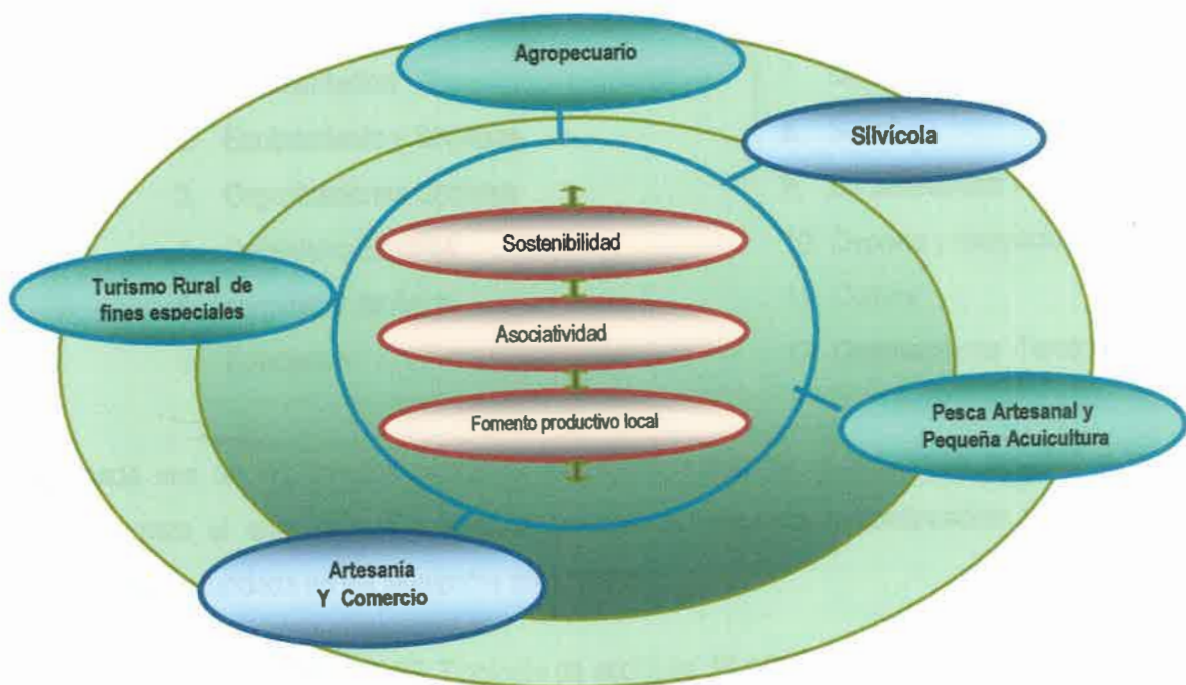 Agropecuario
Silvícola
Sostenibilidad
Turismo Rural de
fines especiales
Asociatividad
Fomento productivo local
Pesca Artesanal y
Pequeña Acuicultura
Artesanía
Y Comercio